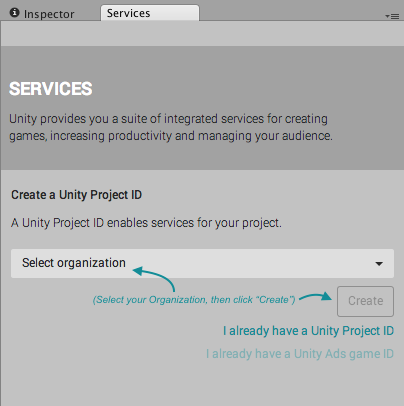 Inspector
Services
SERVICES
Unity provides you a suite of integrated services for creating
games, increasing productivity and managing your audience.
Create a Unity Project ID
A Unity Project ID enables services for your project.
Select organization
(Select your Organization, then click “Create”)
Create
I already have a Unity Project ID
I already have a Unity Ads game ID